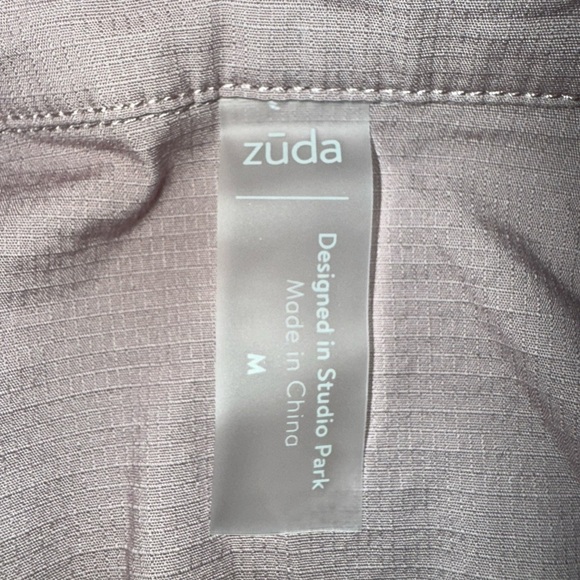 zūda
Designed in Studio Park
Made in China
M